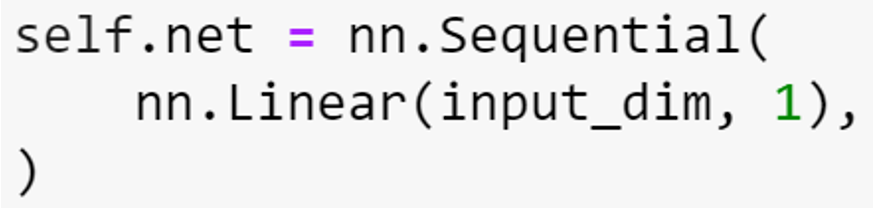 self.net = nn.Sequential(
    nn.Linear(input_dim, 1),
)